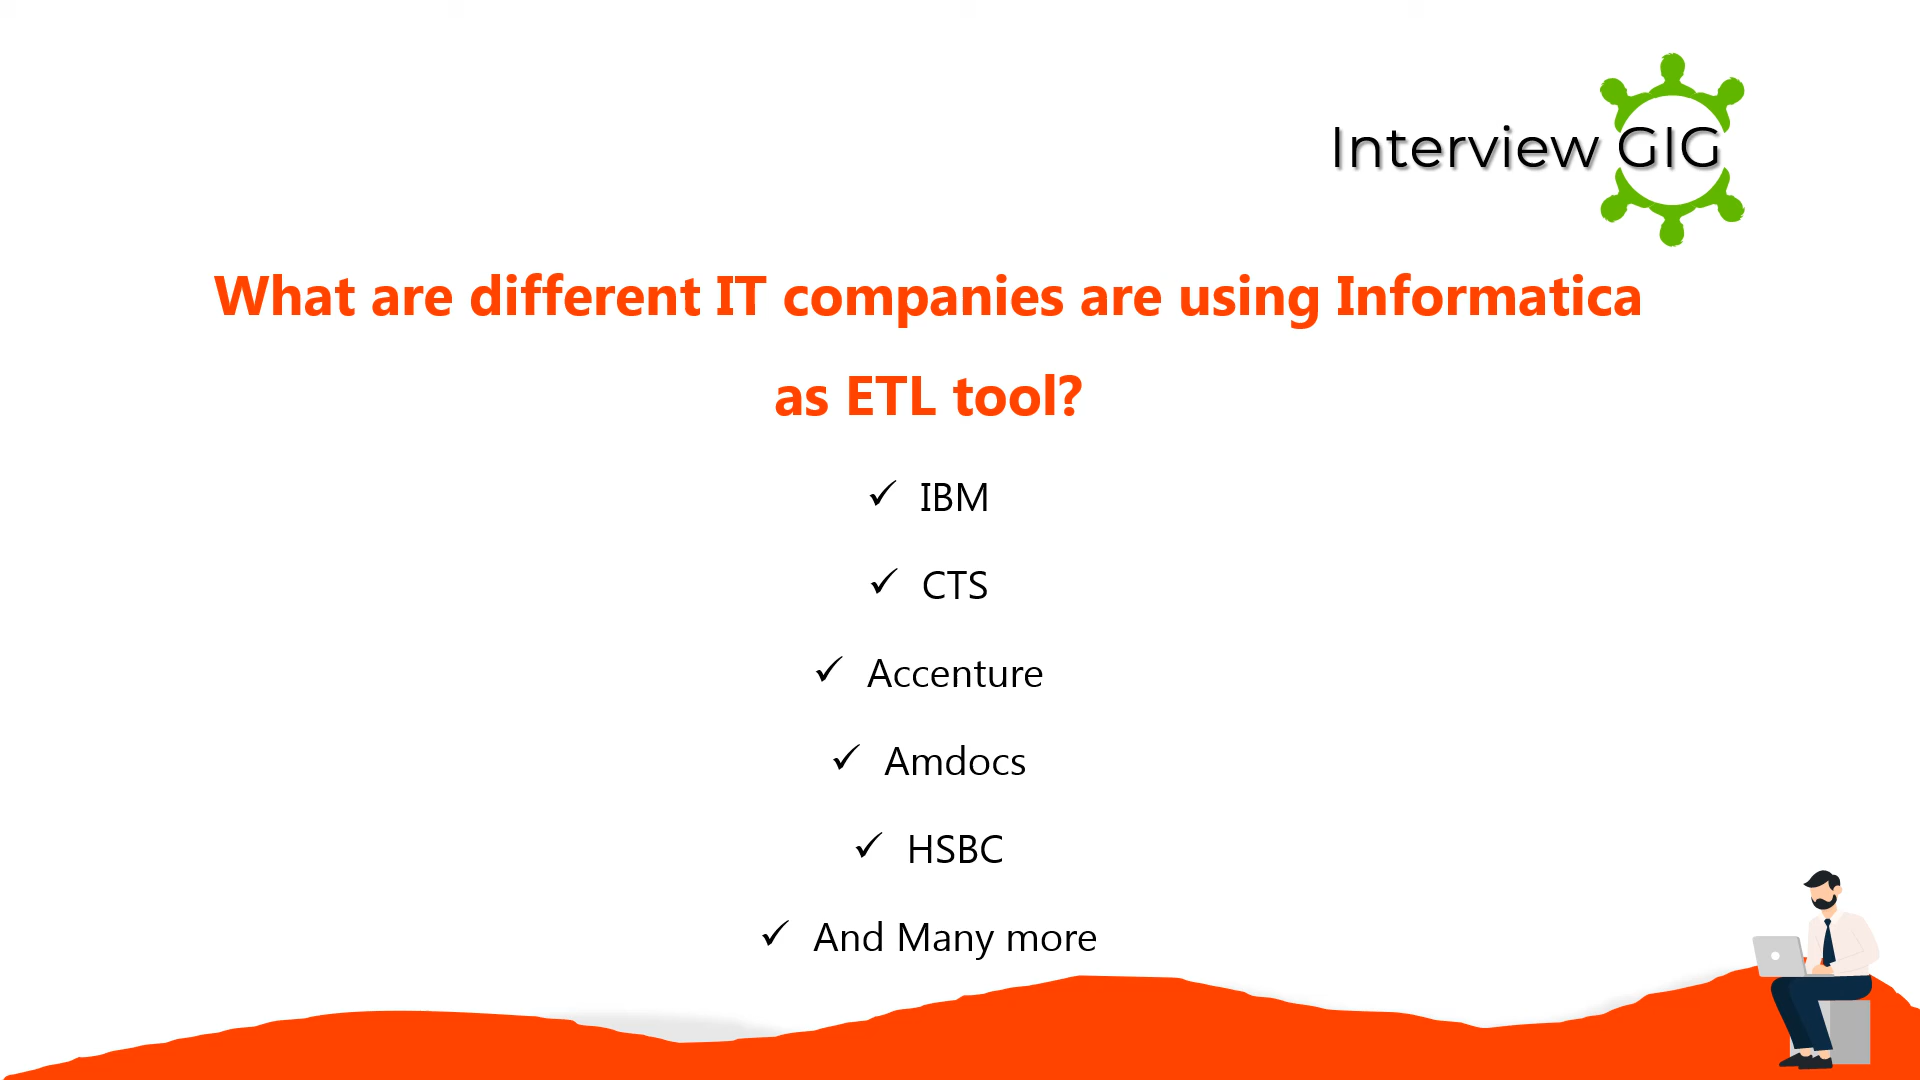 Interview GIG
What are different IT companies are using Informatica
as ETL tool?
✓ IBM
✓ CTS
✓ Accenture
✓ Amdocs
✓ HSBC
✓ And Many more